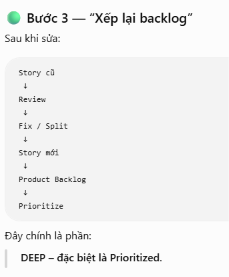 Bước 3 — “Xếp lại backlog”
Sau khi sửa:
Story cũ
↓
Review
↓
Fix / Split
↓
Story mới
↓
Product Backlog
↓
Prioritize
Đây chính là phần:
DEEP – đặc biệt là Prioritized.